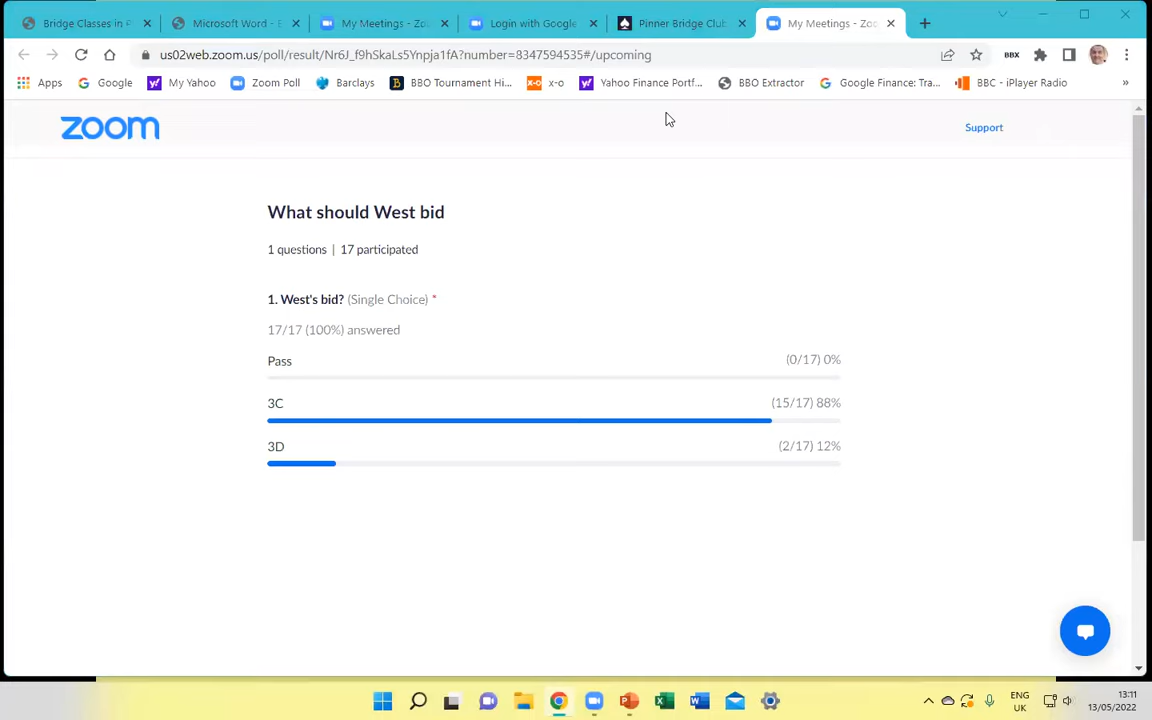 Bridge Classes in P
Microsoft Word - E
My Meetings - Zoo
Login with Google
Pinner Bridge Club
My Meetings - Zoo
us02web.zoom.us/poll/result/Nr6J_f9hSkaLs5Ynpja1fA?number=8347594535#/upcoming
BBX
Apps
Google
My Yahoo
Zoom Poll
Barclays
BBO Tournament Hi...
x-o
Yahoo Finance Portf...
BBO Extractor
Google Finance: Tra...
BBC - iPlayer Radio
»
zoom
Support
What should West bid
1 questions | 17 participated
1. West's bid? (Single Choice) *
17/17 (100%) answered
Pass (0/17) 0%
3C (15/17) 88%
3D (2/17) 12%
ENG
UK
13:11
13/05/2022